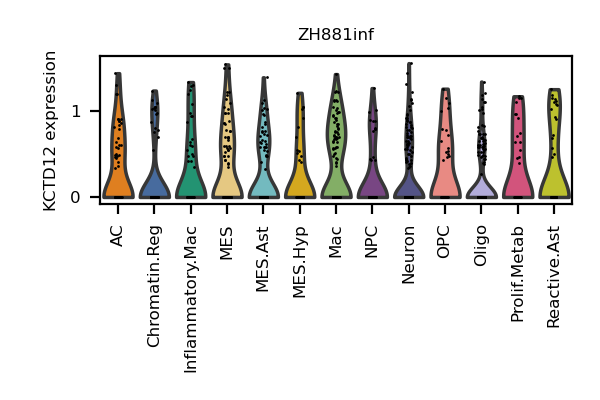 ZH881inf
KCTD12 expression
1
0
AC
Chromatin.Reg
Inflammatory.Mac
MES
MES.Ast
MES.Hyp
Mac
NPC
Neuron
OPC
Oligo
Prolif.Metab
Reactive.Ast